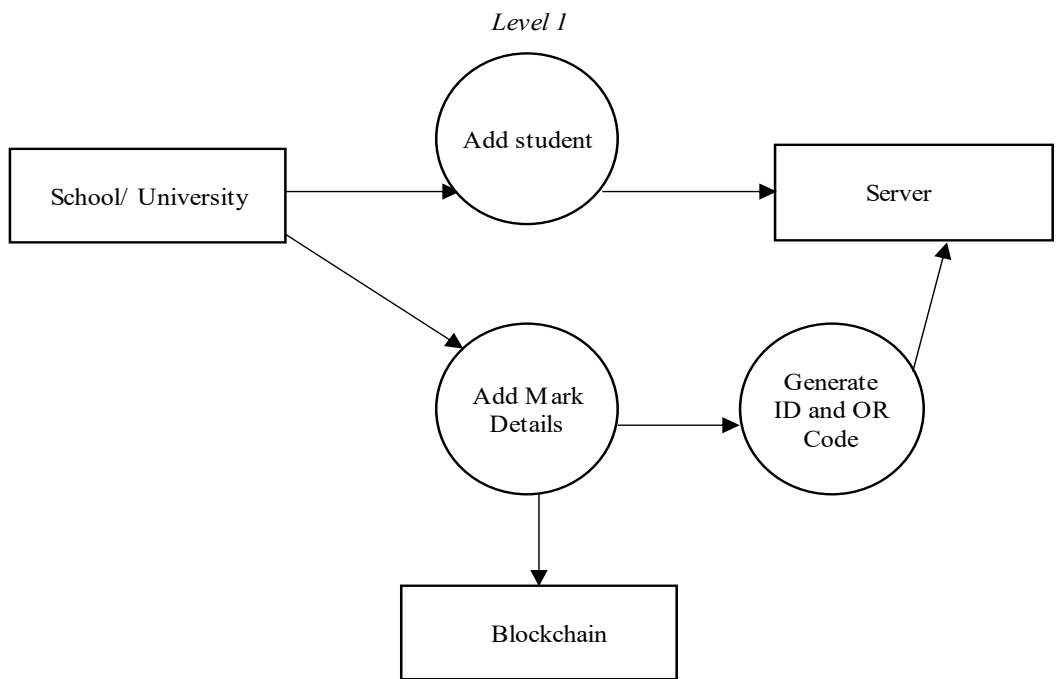 Level 1
Add student
School/ University
Server
Add Mark
Details
Generate
ID and OR
Code
Blockchain